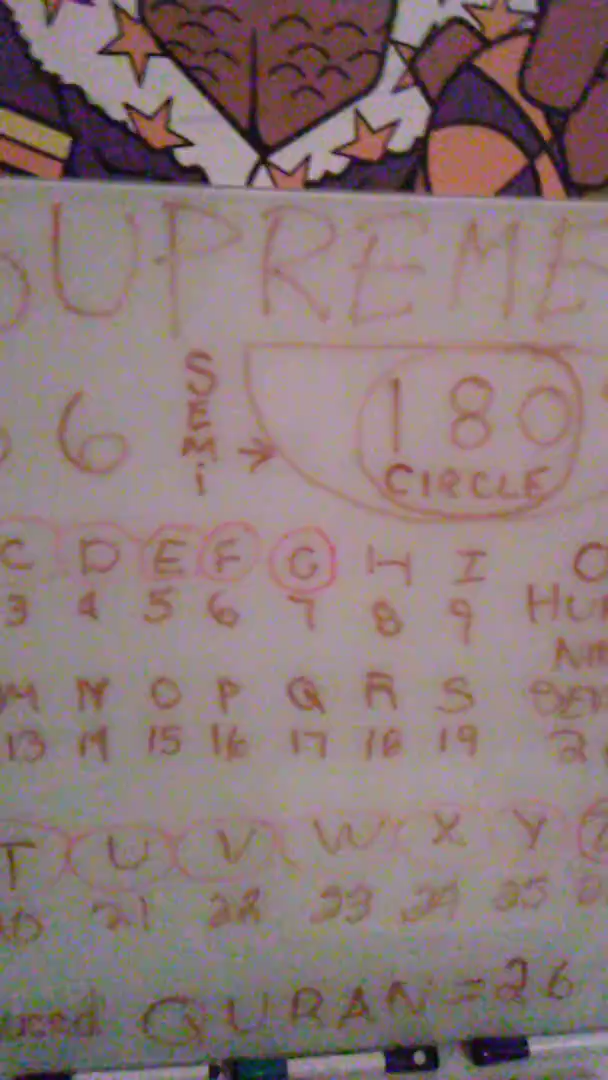 SUPREME
6 SEMI 180
CIRCLE
C D E F G H I
3 4 5 6 7 8 9
M N O P Q R S
13 14 15 16 17 18 19
T U V W X Y Z
21 22 23 24 25
QURAN = 26